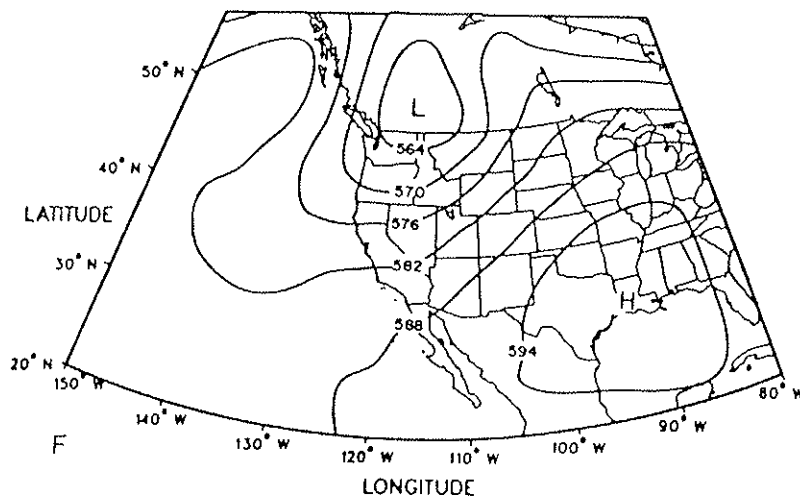 50° N
L
564
40° N
570
LATITUDE
576
582
30° N
H
588
594
20° N
150° W
80° W
140° W
90° W
F
130° W
100° W
120° W
110° W
LONGITUDE